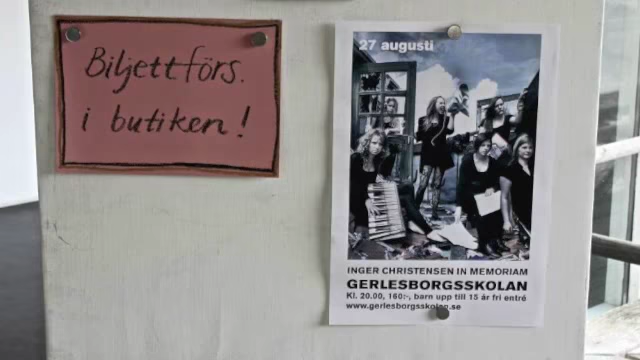 Biljettförs.
i butiken!
27 augusti
INGER CHRISTENSEN IN MEMORIAM
GERLESBORGSSKOLAN
Kl. 20.00, 160:-, barn upp till 15 år fri entré
www.gerlesborgsskolan.se